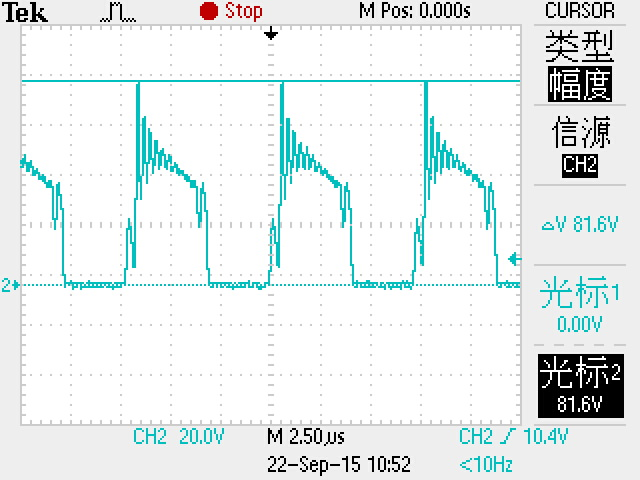 Tek Stop M Pos: 0.000s CURSOR
类型
幅度
信源
CH2
△V 81.6V
2
光标1
0.00V
光标2
81.6V
CH2 20.0V M 2.50µs CH2 10.4V
22-Sep-15 10:52 <10Hz